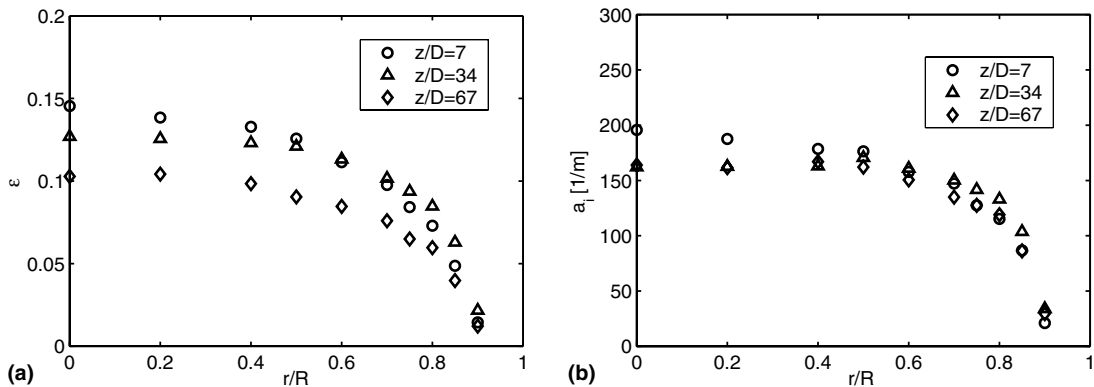 0.2
0.15
0.1
0.05
0
ε
z/D=7
z/D=34
z/D=67
0 0.2 0.4 0.6 0.8 1
r/R
(a)
300
250
200
150
100
50
0
a_i [1/m]
z/D=7
z/D=34
z/D=67
0 0.2 0.4 0.6 0.8 1
r/R
(b)